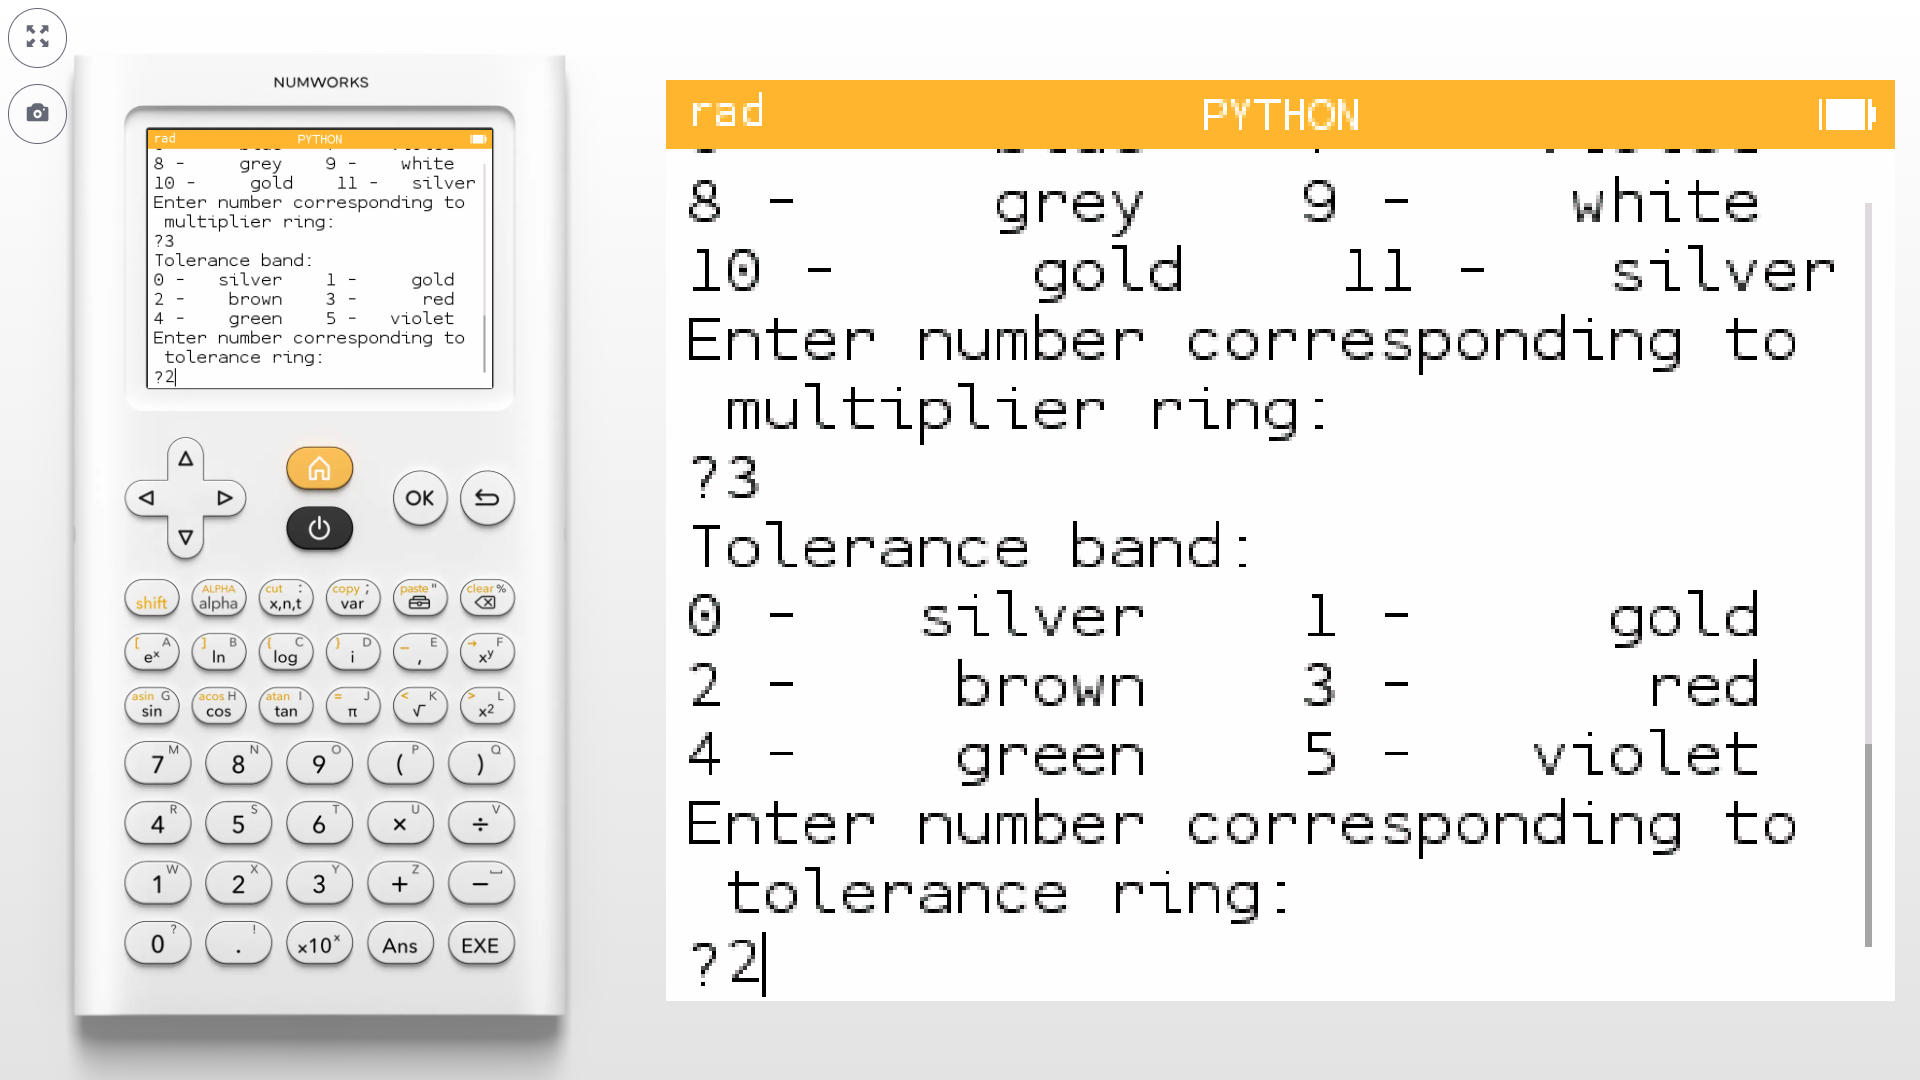 NUMWORKS
rad PYTHON
8 - grey 9 - white
10 - gold 11 - silver
Enter number corresponding to
multiplier ring:
?3
Tolerance band:
0 - silver 1 - gold
2 - brown 3 - red
4 - green 5 - violet
Enter number corresponding to
tolerance ring:
?2
OK
shift ALPHA alpha cut : x,n,t copy ; var paste " clear %
[ A eˣ ] B ln { C log } D i _ E , → F xʸ
asin G sin acos H cos atan I tan = J π < K √ > L x²
7 M 8 N 9 O ( P ) Q
4 R 5 S 6 T × U ÷ V
1 W 2 X 3 Y + Z −
0 ? . ! ×10ˣ Ans EXE
rad PYTHON
8 - grey 9 - white
10 - gold 11 - silver
Enter number corresponding to
multiplier ring:
?3
Tolerance band:
0 - silver 1 - gold
2 - brown 3 - red
4 - green 5 - violet
Enter number corresponding to
tolerance ring:
?2